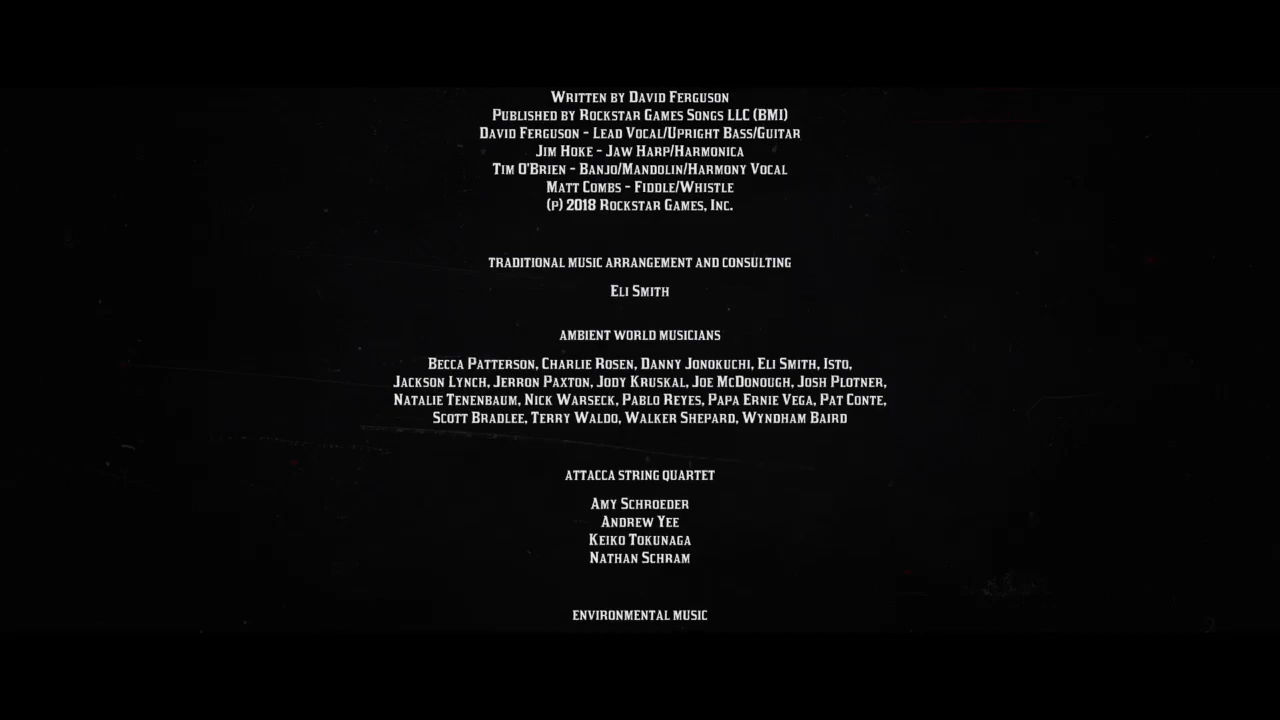 Written by David Ferguson
Published by Rockstar Games Songs LLC (BMI)
David Ferguson - Lead Vocal/Upright Bass/Guitar
Jim Hoke - Jaw Harp/Harmonica
Tim O'Brien - Banjo/Mandolin/Harmony Vocal
Matt Combs - Fiddle/Whistle
(p) 2018 Rockstar Games, Inc.
TRADITIONAL MUSIC ARRANGEMENT AND CONSULTING
Eli Smith
AMBIENT WORLD MUSICIANS
Becca Patterson, Charlie Rosen, Danny Jonokuchi, Eli Smith, Isto,
Jackson Lynch, Jerron Paxton, Jody Kruskal, Joe McDonough, Josh Plotner,
Natalie Tenenbaum, Nick Warseck, Pablo Reyes, Papa Ernie Vega, Pat Conte,
Scott Bradlee, Terry Waldo, Walker Shepard, Wyndham Baird
ATTACCA STRING QUARTET
Amy Schroeder
Andrew Yee
Keiko Tokunaga
Nathan Schram
ENVIRONMENTAL MUSIC